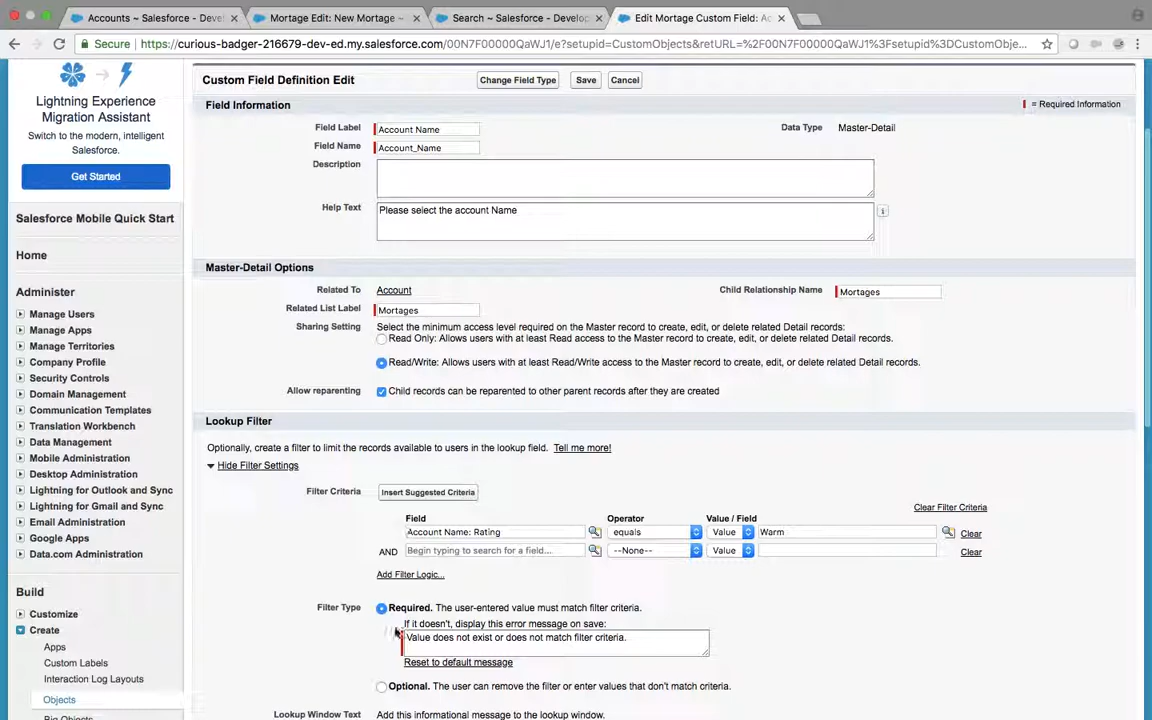 Accounts ~ Salesforce - Deve
Mortage Edit: New Mortage ~
Search ~ Salesforce - Develop
Edit Mortage Custom Field: Ac
Secure
https://curious-badger-216679-dev-ed.my.salesforce.com/00N7F00000QaWJ1/e?setupid=CustomObjects&retURL=%2F00N7F00000QaWJ1%3Fsetupid%3DCustomObje...
Lightning Experience
Migration Assistant
Switch to the modern, intelligent
Salesforce.
Get Started
Salesforce Mobile Quick Start
Home
Administer
Manage Users
Manage Apps
Manage Territories
Company Profile
Security Controls
Domain Management
Communication Templates
Translation Workbench
Data Management
Mobile Administration
Desktop Administration
Lightning for Outlook and Sync
Lightning for Gmail and Sync
Email Administration
Google Apps
Data.com Administration
Build
Customize
Create
Apps
Custom Labels
Interaction Log Layouts
Objects
Big Objects
Custom Field Definition Edit
Change Field Type
Save
Cancel
Field Information
= Required Information
Field Label
Account Name
Data Type
Master-Detail
Field Name
Account_Name
Description
Help Text
Please select the account Name
i
Master-Detail Options
Related To
Account
Child Relationship Name
Mortages
Related List Label
Mortages
Sharing Setting
Select the minimum access level required on the Master record to create, edit, or delete related Detail records:
Read Only: Allows users with at least Read access to the Master record to create, edit, or delete related Detail records.
Read/Write: Allows users with at least Read/Write access to the Master record to create, edit, or delete related Detail records.
Allow reparenting
Child records can be reparented to other parent records after they are created
Lookup Filter
Optionally, create a filter to limit the records available to users in the lookup field.
Tell me more!
Hide Filter Settings
Filter Criteria
Insert Suggested Criteria
Clear Filter Criteria
Field
Operator
Value / Field
Account Name: Rating
equals
Value
Warm
Clear
AND
Begin typing to search for a field...
--None--
Value
Clear
Add Filter Logic...
Filter Type
Required. The user-entered value must match filter criteria.
If it doesn't, display this error message on save:
Value does not exist or does not match filter criteria.
Reset to default message
Optional. The user can remove the filter or enter values that don't match criteria.
Lookup Window Text
Add this informational message to the lookup window.